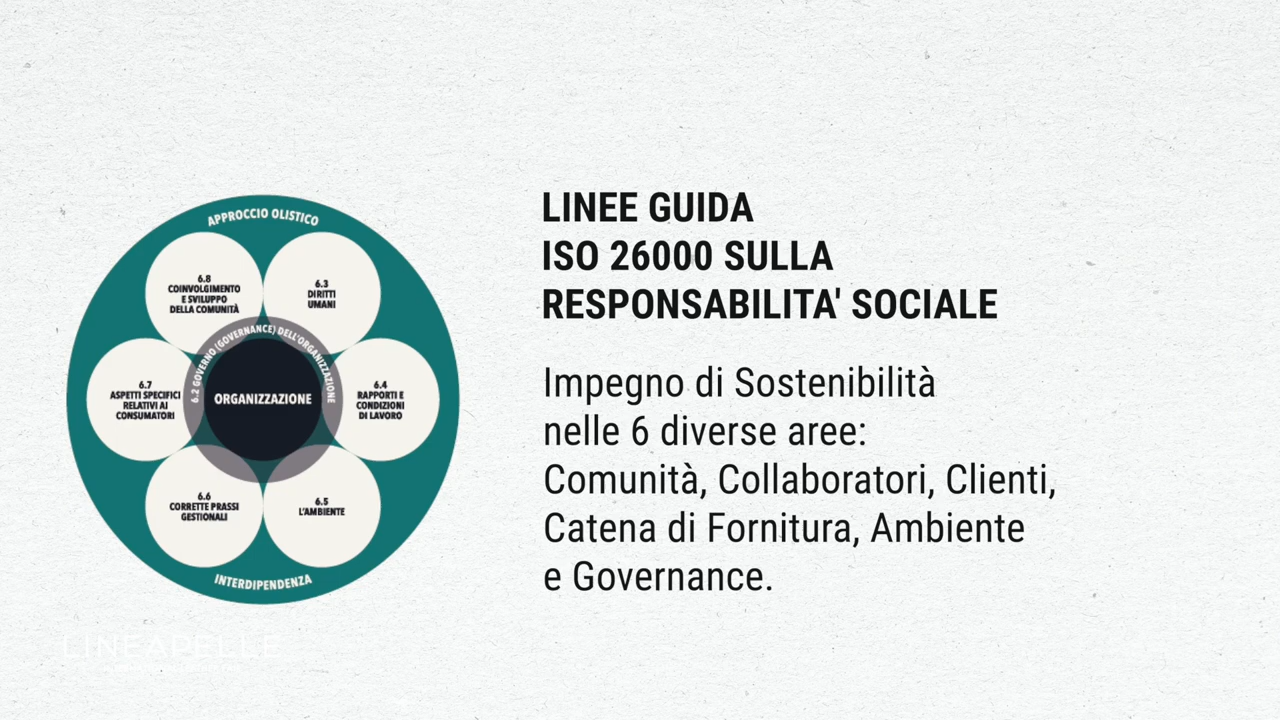 APPROCCIO OLISTICO
6.8
COINVOLGIMENTO
E SVILUPPO
DELLA COMUNITÀ
6.3
DIRITTI
UMANI
6.2 GOVERNO (GOVERNANCE) DELL'ORGANIZZAZIONE
6.7
ASPETTI SPECIFICI
RELATIVI AI
CONSUMATORI
ORGANIZZAZIONE
6.4
RAPPORTI E
CONDIZIONI
DI LAVORO
6.6
CORRETTE PRASSI
GESTIONALI
6.5
L'AMBIENTE
INTERDIPENDENZA
LINEE GUIDA
ISO 26000 SULLA
RESPONSABILITA' SOCIALE
Impegno di Sostenibilità
nelle 6 diverse aree:
Comunità, Collaboratori, Clienti,
Catena di Fornitura, Ambiente
e Governance.
LINEAPELLE